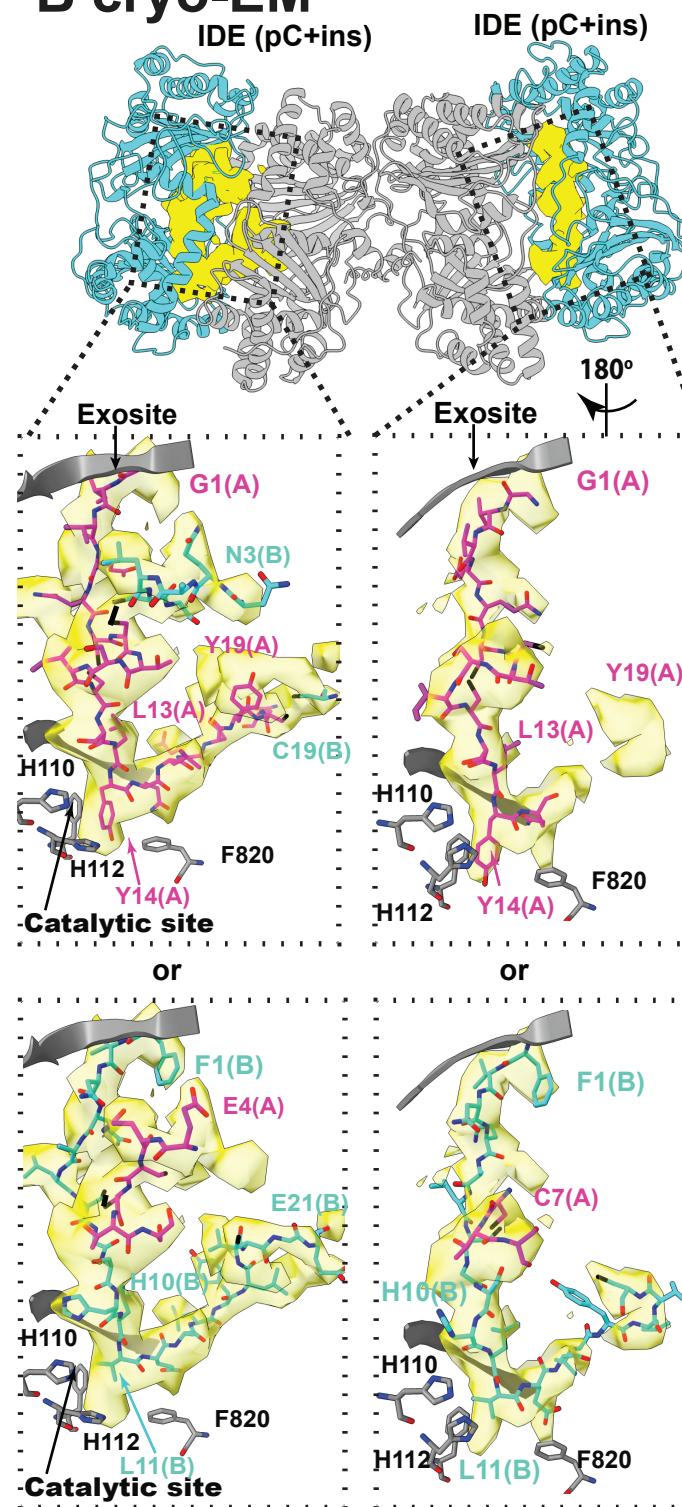 B cryo-EM
IDE (pC+ins)
IDE (pC+ins)
180º
Exosite
Exosite
G1(A)
G1(A)
N3(B)
Y19(A)
Y19(A)
L13(A)
L13(A)
C19(B)
H110
H110
H112
F820
F820
Y14(A)
H112
Y14(A)
Catalytic site
or
or
F1(B)
F1(B)
E4(A)
C7(A)
E21(B)
H10(B)
H10(B)
H110
H110
F820
H112
H112
F820
L11(B)
L11(B)
Catalytic site